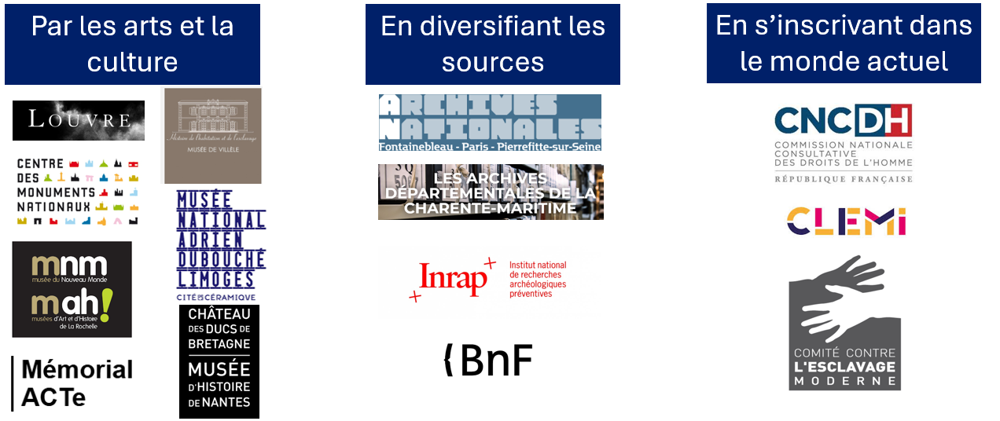 Par les arts et la
culture
LOUVRE
Histoire de l'habitation et de l'esclavage
MUSÉE DE VILLÈLE
CENTRE
DES
MONUMENTS
NATIONAUX
MUSÉE
NATIONAL
ADRIEN
DUBOUCHÉ
LIMOGES
CITÉ DE LA CÉRAMIQUE
mnm
musée du Nouveau Monde
mah!
musées d'Art et d'Histoire
de La Rochelle
CHÂTEAU
DES DUCS DE
BRETAGNE
MUSÉE
D'HISTOIRE
DE NANTES
Mémorial
ACTe
En diversifiant les
sources
ARCHIVES
NATIONALES
Fontainebleau - Paris - Pierrefitte-sur-Seine
LES ARCHIVES
DÉPARTEMENTALES DE LA
CHARENTE-MARITIME
Inrap
Institut national
de recherches
archéologiques
préventives
{BnF
En s'inscrivant dans
le monde actuel
CNCDH
COMMISSION NATIONALE
CONSULTATIVE
DES DROITS DE L'HOMME
RÉPUBLIQUE FRANÇAISE
CLEMi
COMITÉ CONTRE
L'ESCLAVAGE
MODERNE